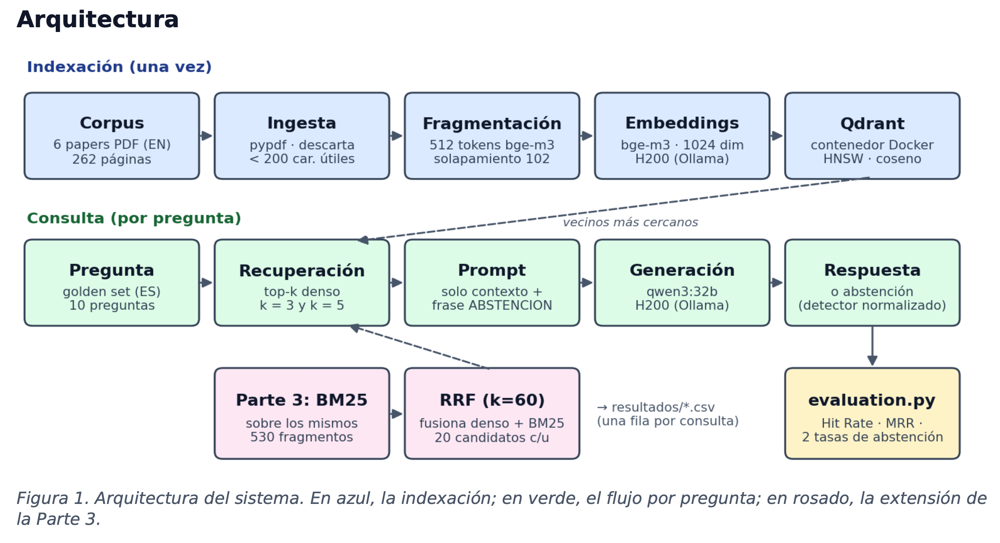 Arquitectura
Indexación (una vez)
Corpus
6 papers PDF (EN)
262 páginas
Ingesta
pypdf · descarta
< 200 car. útiles
Fragmentación
512 tokens bge-m3
solapamiento 102
Embeddings
bge-m3 · 1024 dim
H200 (Ollama)
Qdrant
contenedor Docker
HNSW · coseno
vecinos más cercanos
Consulta (por pregunta)
Pregunta
golden set (ES)
10 preguntas
Recuperación
top-k denso
k = 3 y k = 5
Prompt
solo contexto +
frase ABSTENCION
Generación
qwen3:32b
H200 (Ollama)
Respuesta
o abstención
(detector normalizado)
Parte 3: BM25
sobre los mismos
530 fragmentos
RRF (k=60)
fusiona denso + BM25
20 candidatos c/u
→ resultados/*.csv
(una fila por consulta)
evaluation.py
Hit Rate · MRR ·
2 tasas de abstención
Figura 1. Arquitectura del sistema. En azul, la indexación; en verde, el flujo por pregunta; en rosado, la extensión de
la Parte 3.